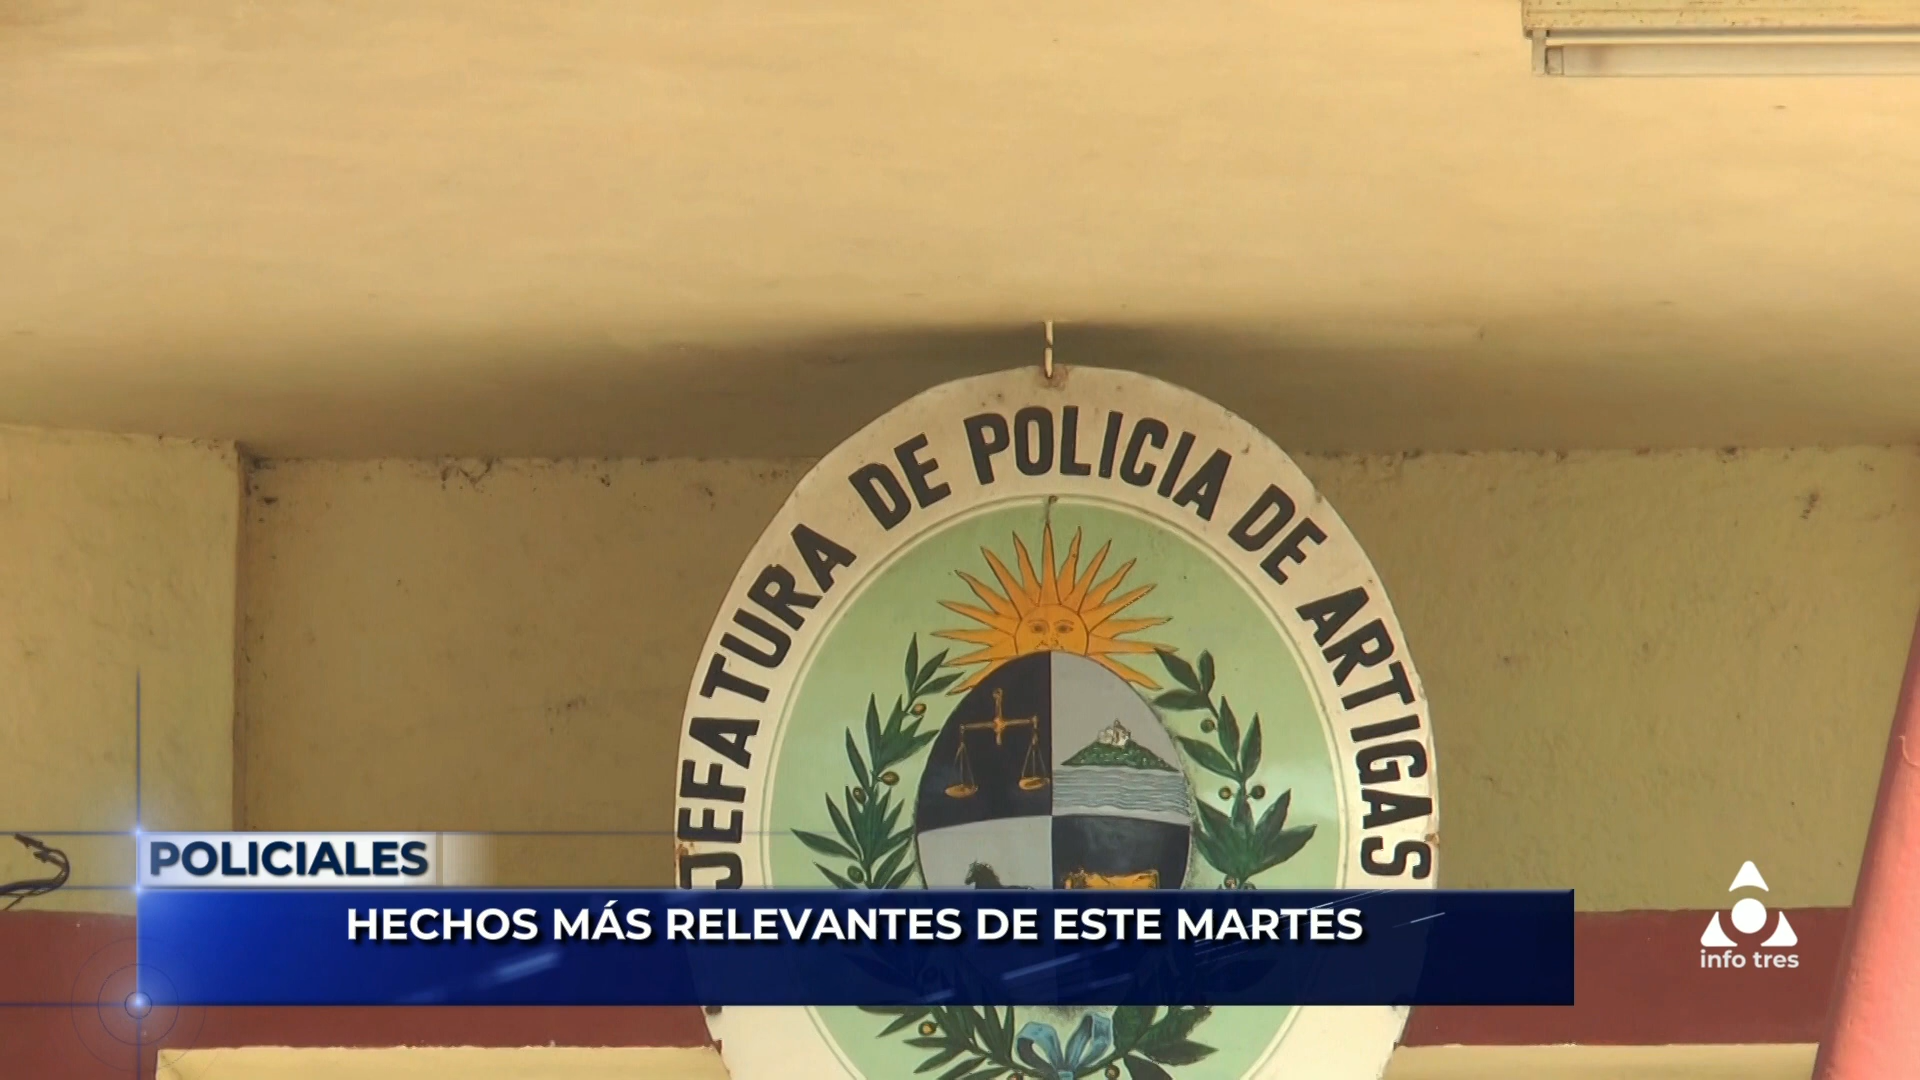 JEFATURA DE POLICIA DE ARTIGAS
POLICIALES
HECHOS MÁS RELEVANTES DE ESTE MARTES
info tres